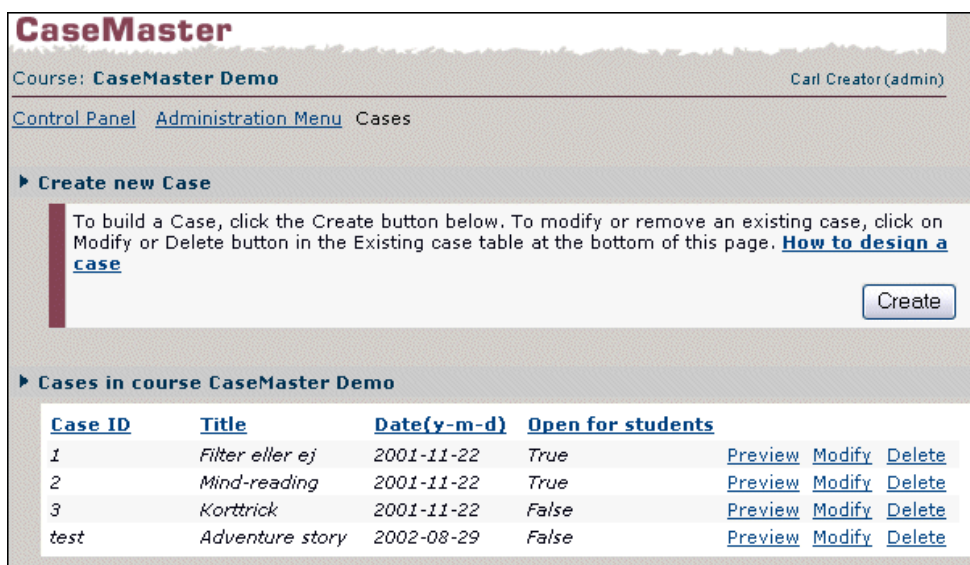 CaseMaster
Course: CaseMaster Demo Carl Creator (admin)
Control Panel Administration Menu Cases
Create new Case
To build a Case, click the Create button below. To modify or remove an existing case, click on
Modify or Delete button in the Existing case table at the bottom of this page. How to design a
case
Create
Cases in course CaseMaster Demo
Case ID Title Date(y-m-d) Open for students
1 Filter eller ej 2001-11-22 True Preview Modify Delete
2 Mind-reading 2001-11-22 True Preview Modify Delete
3 Korttrick 2001-11-22 False Preview Modify Delete
test Adventure story 2002-08-29 False Preview Modify Delete